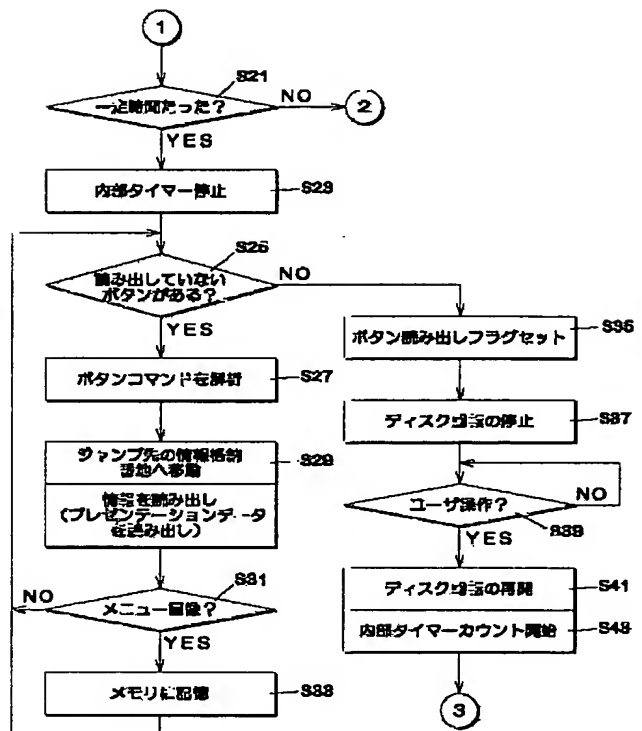 1
S21
一定時間たった？
NO
2
YES
内部タイマー停止
S23
S25
読み出していない
ボタンがある？
NO
YES
ボタンコマンドを解析
S27
ジャンプ先の情報格納
番地へ移動
S29
情報を読み出し
(プレゼンテーションデータ
を読み出し)
S31
NO
メニュー画像？
YES
メモリに記憶
S33
ボタン読み出しフラグセット
S35
ディスク回転の停止
S37
ユーザ操作？
NO
S39
YES
ディスク回転の再開
S41
内部タイマーカウント開始
S43
3